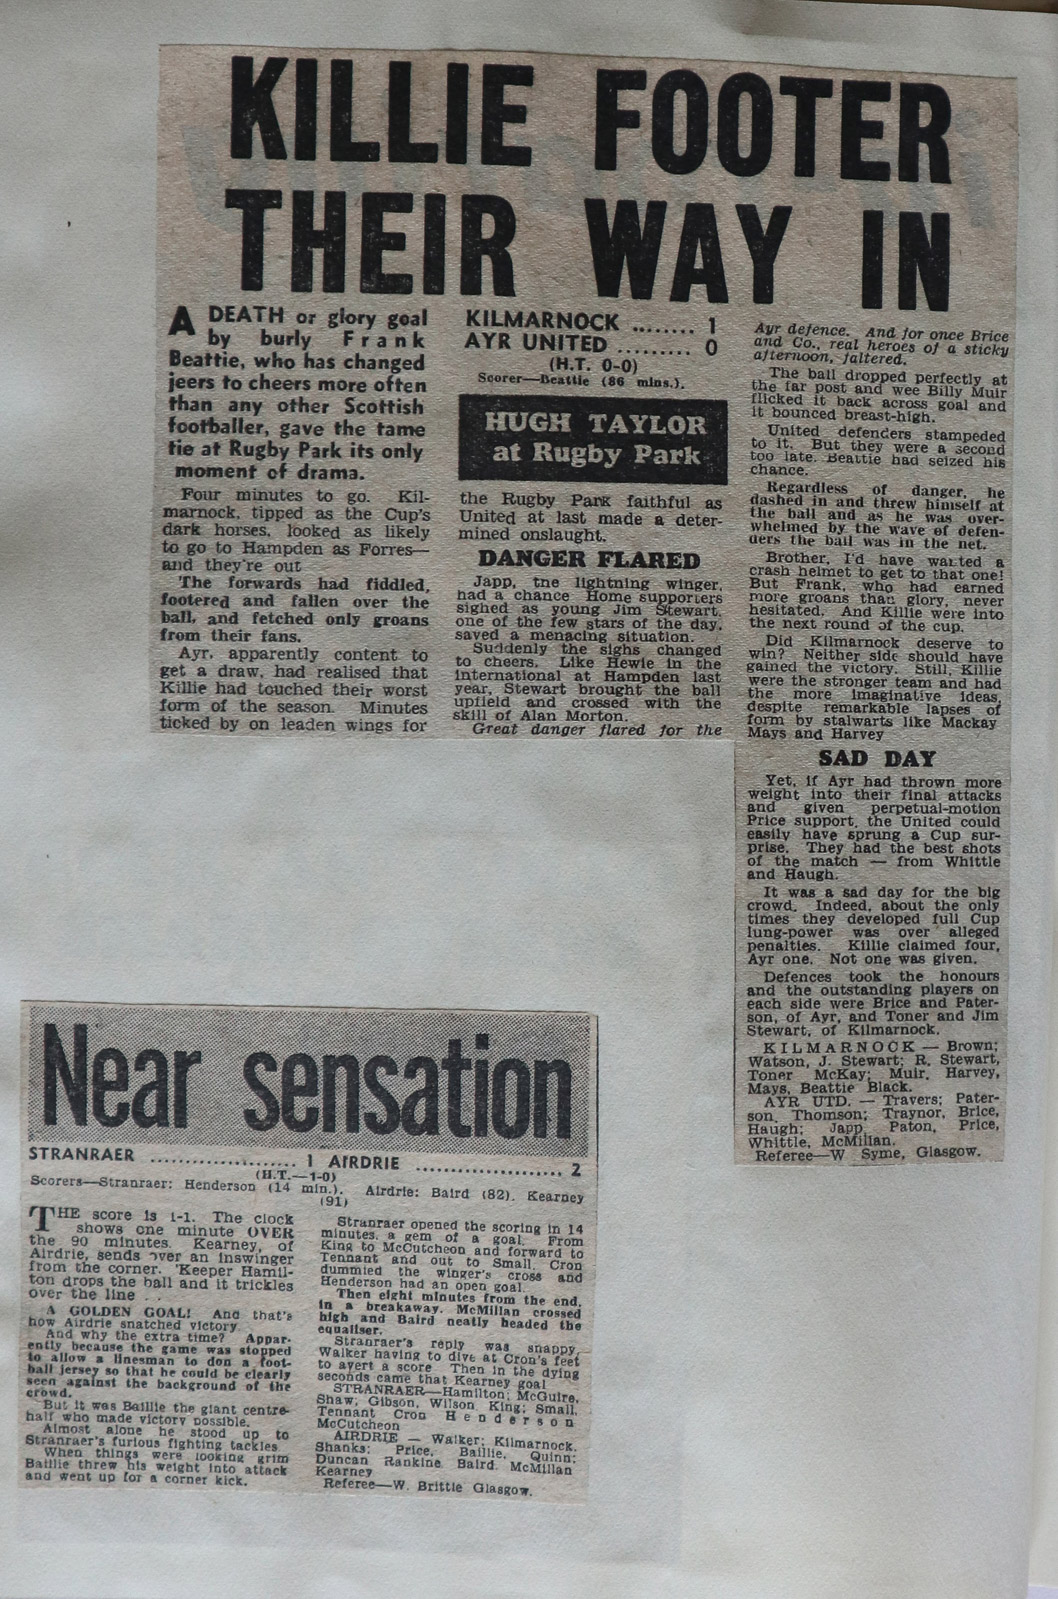 KILLIE FOOTER
THEIR WAY IN
A DEATH or glory goal
by burly Frank
Beattie, who has changed
jeers to cheers more often
than any other Scottish
footballer, gave the tame
tie at Rugby Park its only
moment of drama.
Four minutes to go. Kil-
marnock, tipped as the Cup's
dark horses, looked as likely
to go to Hampden as Forres—
and they're out
The forwards had fiddled,
footered and fallen over the
ball, and fetched only groans
from their fans.
Ayr, apparently content to
get a draw, had realised that
Killie had touched their worst
form of the season. Minutes
ticked by on leaden wings for
KILMARNOCK ........ 1
AYR UNITED ......... 0
(H.T. 0-0)
Scorer—Beattie (86 mins.).
HUGH TAYLOR
at Rugby Park
the Rugby Park faithful as
United at last made a deter-
mined onslaught.
DANGER FLARED
Japp, the lightning winger,
had a chance Home supporters
sighed as young Jim Stewart,
one of the few stars of the day,
saved a menacing situation.
Suddenly the sighs changed
to cheers. Like Hewie in the
international at Hampden last
year, Stewart brought the ball
upfield and crossed with the
skill of Alan Morton.
Great danger flared for the
Ayr defence. And for once Brice
and Co., real heroes of a sticky
afternoon, faltered.
The ball dropped perfectly at
the far post and wee Billy Muir
flicked it back across goal and
it bounced breast-high.
United defenders stampeded
to it. But they were a second
too late. Beattie had seized his
chance.
Regardless of danger, he
dashed in and threw himself at
the ball and as he was over-
whelmed by the wave of defen-
ders the ball was in the net.
Brother, I'd have wanted a
crash helmet to get to that one!
But Frank, who had earned
more groans than glory, never
hesitated. And Killie were into
the next round of the cup.
Did Kilmarnock deserve to
win? Neither side should have
gained the victory. Still, Killie
were the stronger team and had
the more imaginative ideas,
despite remarkable lapses of
form by stalwarts like Mackay
Mays and Harvey
SAD DAY
Yet, if Ayr had thrown more
weight into their final attacks
and given perpetual-motion
Price support, the United could
easily have sprung a Cup sur-
prise. They had the best shots
of the match — from Whittle
and Haugh.
It was a sad day for the big
crowd. Indeed, about the only
times they developed full Cup
lung-power was over alleged
penalties. Killie claimed four,
Ayr one. Not one was given.
Defences took the honours
and the outstanding players on
each side were Brice and Pater-
son, of Ayr, and Toner and Jim
Stewart, of Kilmarnock.
KILMARNOCK — Brown;
Watson, J. Stewart; R. Stewart,
Toner McKay; Muir, Harvey,
Mays, Beattie Black.
AYR UTD. — Travers; Pater-
son, Thomson; Traynor, Brice,
Haugh; Japp, Paton, Price,
Whittle, McMillan.
Referee—W Syme, Glasgow.
Near sensation
STRANRAER ..................... 1 AIRDRIE ..................... 2
(H.T.—1-0)
Scorers—Stranraer: Henderson (14 min.). Airdrie: Baird (82), Kearney
(91)
THE score is 1-1. The clock
shows one minute OVER
the 90 minutes. Kearney, of
Airdrie, sends over an inswinger
from the corner. 'Keeper Hamil-
ton drops the ball and it trickles
over the line . .
A GOLDEN GOAL! And that's
how Airdrie snatched victory.
And why the extra time? Appar-
ently because the game was stopped
to allow a linesman to don a foot-
ball jersey so that he could be clearly
seen against the background of the
crowd.
But it was Baillie the giant centre-
half who made victory possible.
Almost alone he stood up to
Stranraer's furious fighting tackles
When things were looking grim
Baillie threw his weight into attack
and went up for a corner kick.
Stranraer opened the scoring in 14
minutes, a gem of a goal. From
King to McCutcheon and forward to
Tennant and out to Small. Cron
dummied the winger's cross and
Henderson had an open goal.
Then eight minutes from the end,
in a breakaway. McMillan crossed
high and Baird neatly headed the
equaliser.
Stranraer's reply was snappy,
Walker having to dive at Cron's feet
to avert a score Then in the dying
seconds came that Kearney goal
STRANRAER—Hamilton; McGuire,
Shaw; Gibson, Wilson, King; Small,
Tennant Cron Henderson
McCutcheon
AIRDRIE — Walker; Kilmarnock,
Shanks; Price, Baillie, Quinn;
Duncan Rankine Baird McMillan
Kearney
Referee—W. Brittle Glasgow.